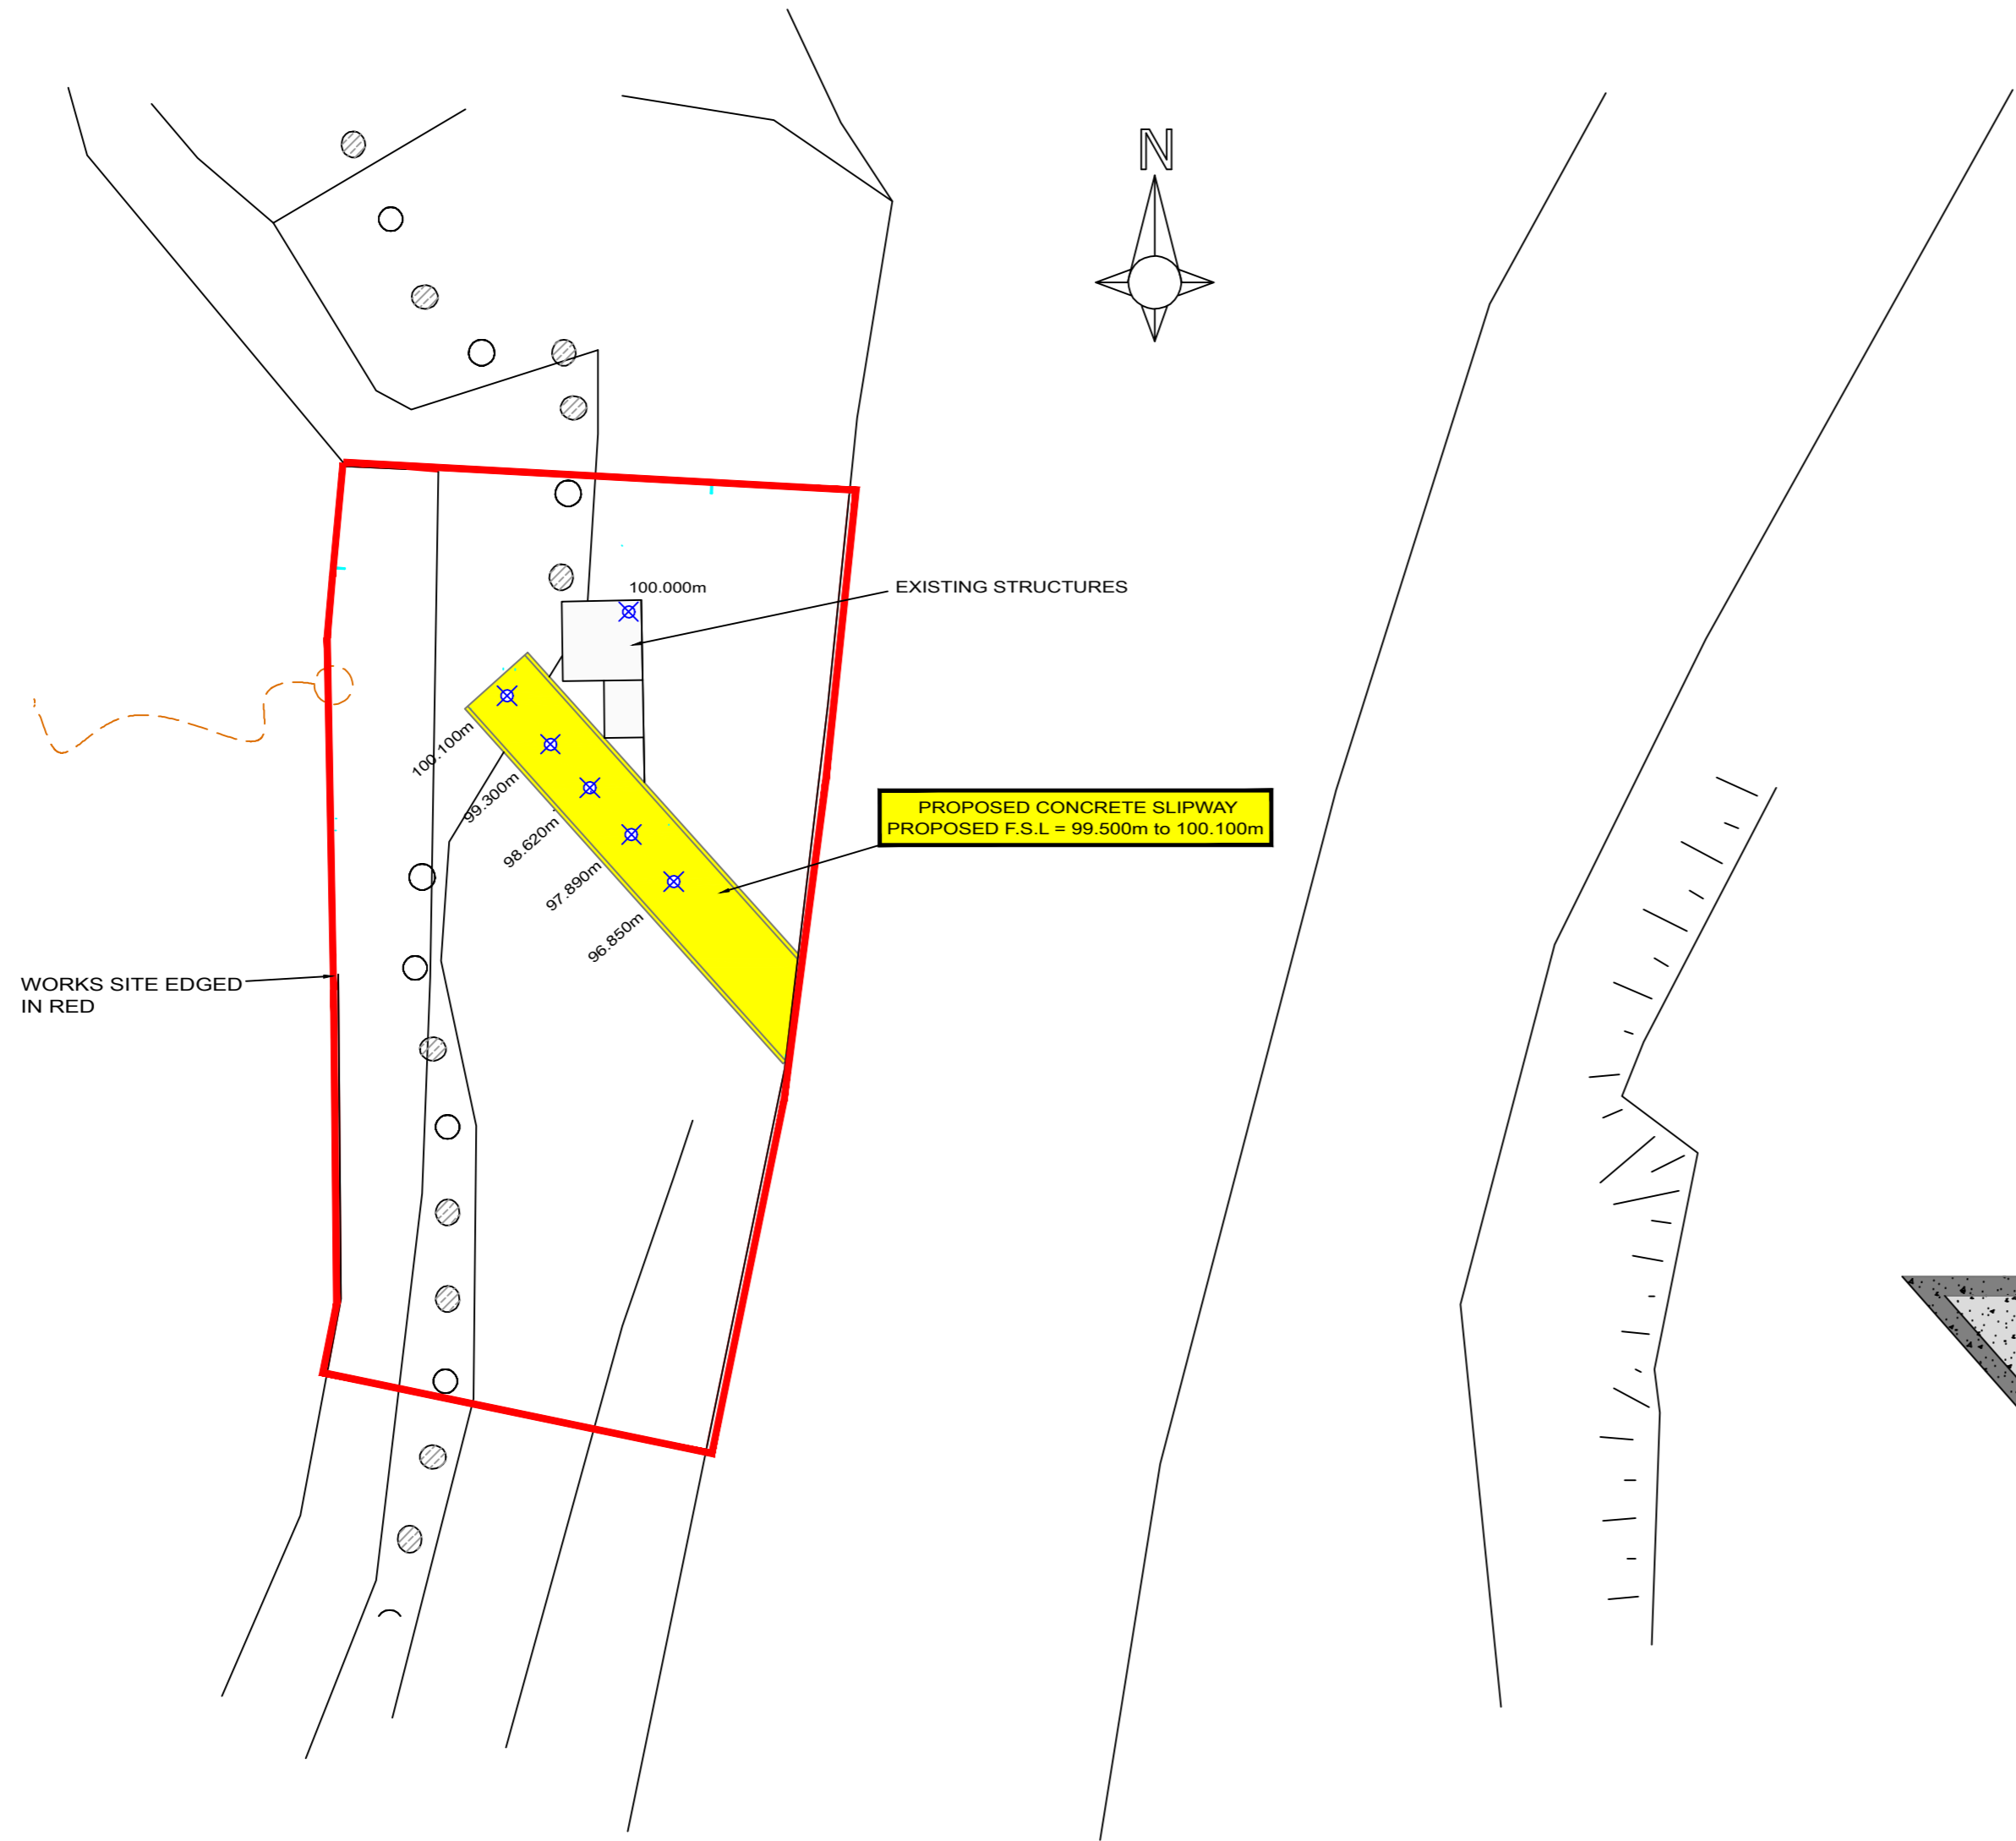 N
100.000m
EXISTING STRUCTURES
100.100m
99.300m
98.620m
97.890m
96.850m
PROPOSED CONCRETE SLIPWAY
PROPOSED F.S.L = 99.500m to 100.100m
WORKS SITE EDGED
IN RED